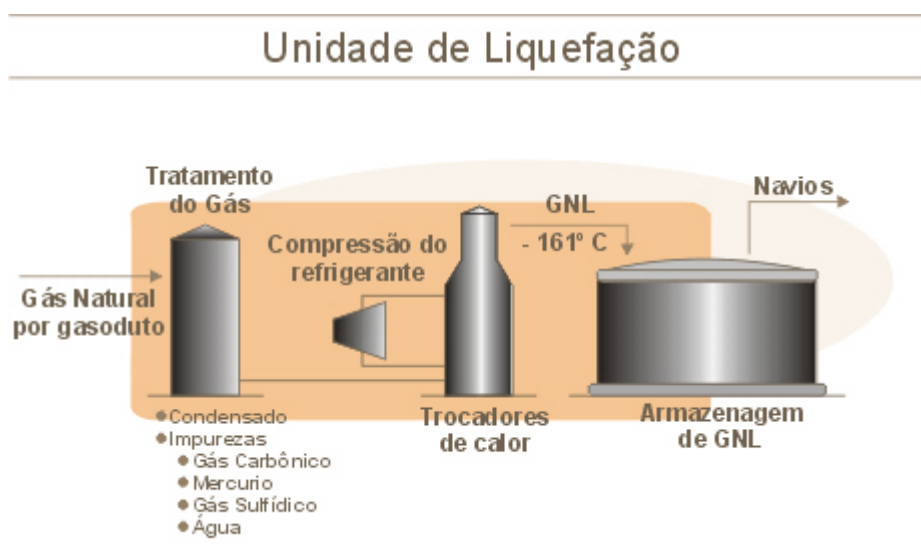 Unidade de Liquefação
Tratamento
do Gás
Gás Natural
por gasoduto
Compressão do
refrigerante
GNL
- 161º C
Navios
Condensado
Impurezas
Gás Carbônico
Mercurio
Gás Sulfídico
Água
Trocadores
de calor
Armazenagem
de GNL